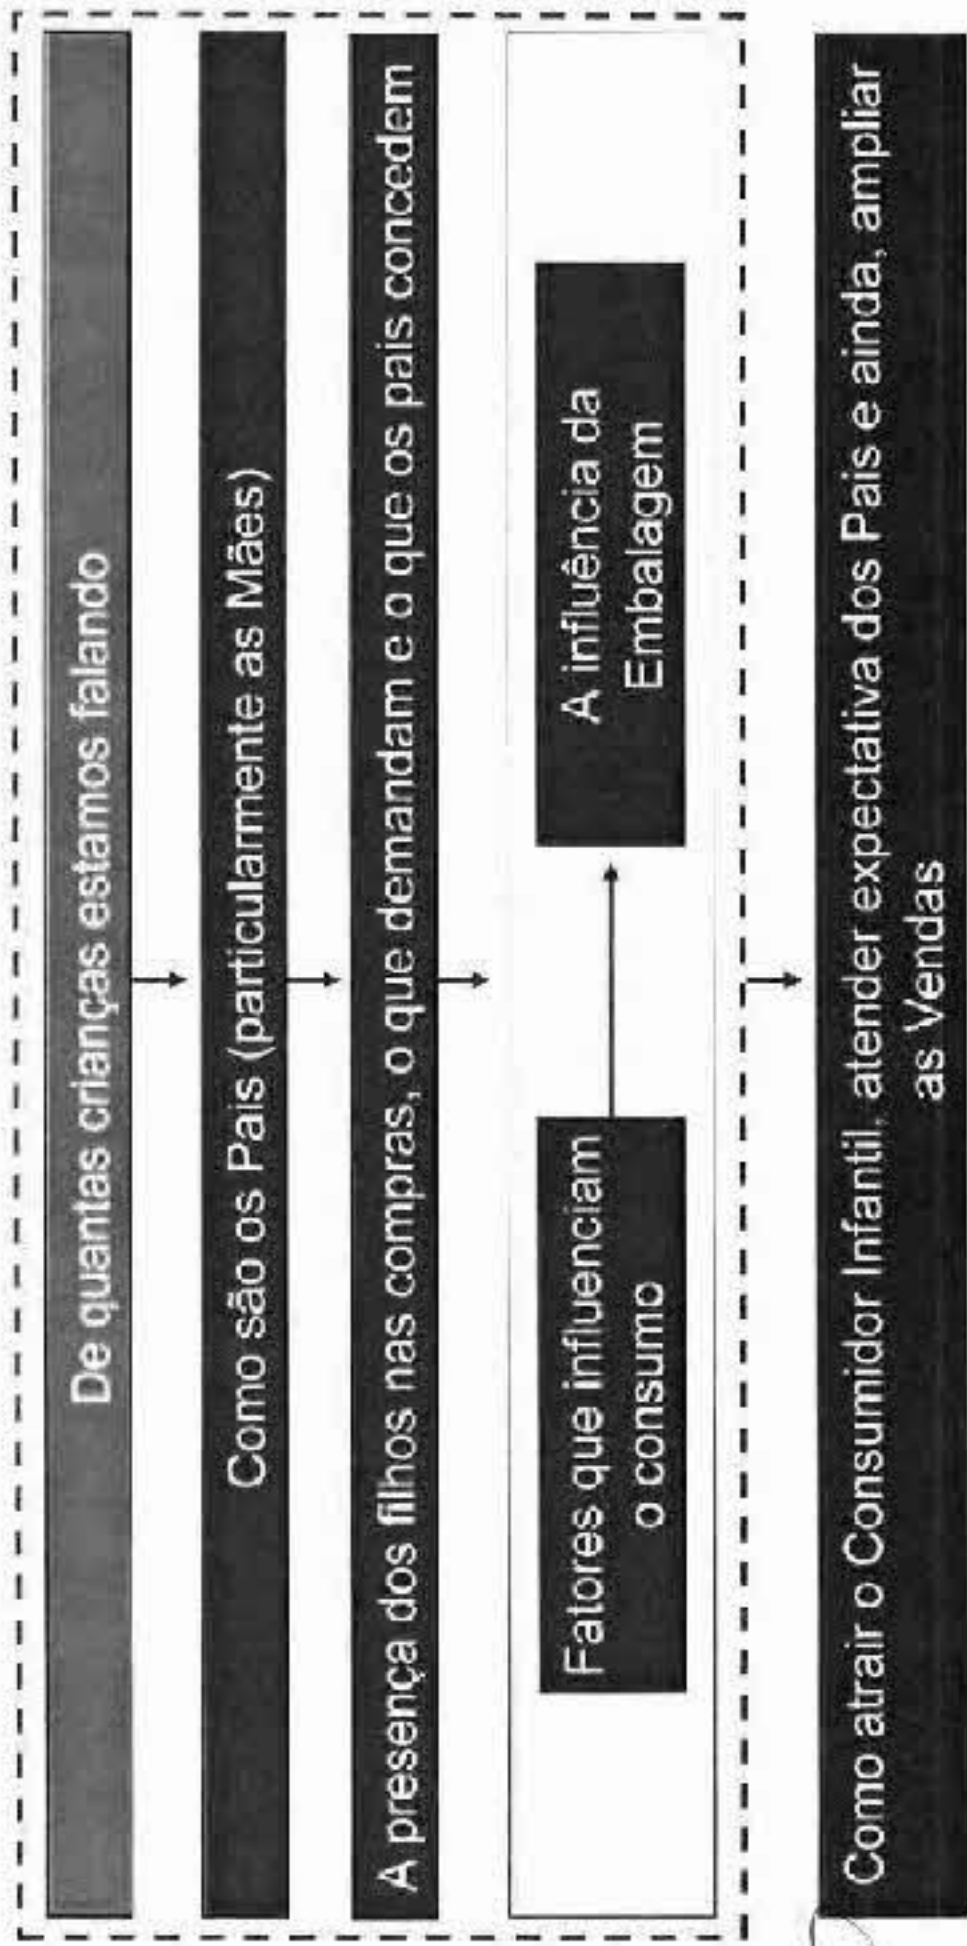 De quantas crianças estamos falando
Como são os Pais (particularmente as Mães)
A presença dos filhos nas compras, o que demandam e o que os pais concedem
Fatores que influenciam
o consumo
A influência da
Embalagem
Como atrair o Consumidor Infantil, atender expectativa dos Pais e ainda, ampliar
as Vendas